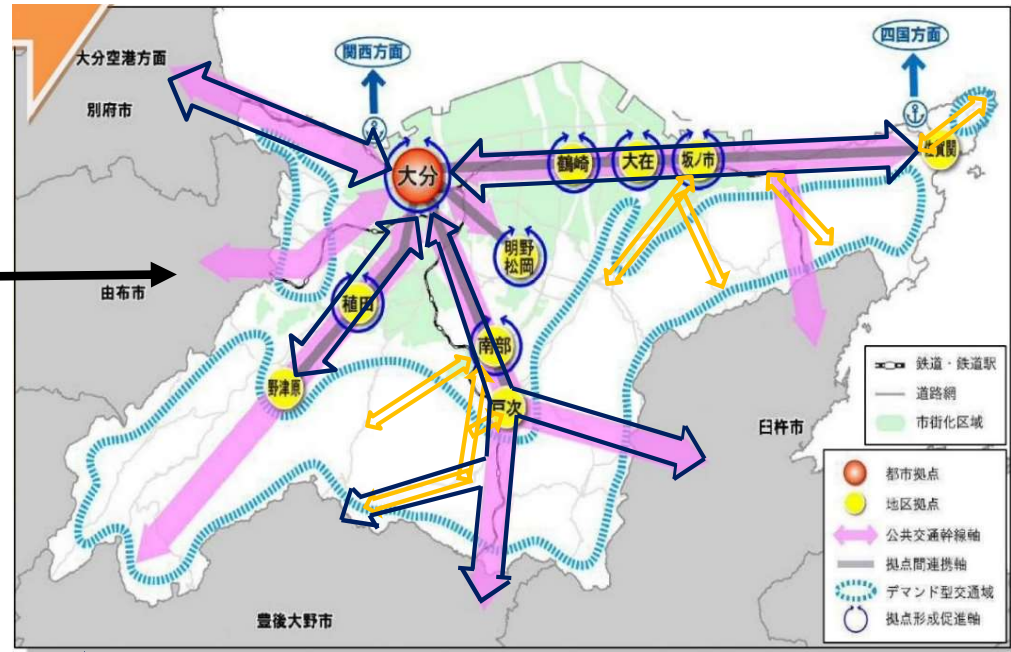 大分空港方面
関西方面
四国方面
別府市
大分
鶴崎
大在
坂ノ市
佐賀関
明野
松岡
由布市
稙田
南部
野津原
戸次
臼杵市
豊後大野市
鉄道・鉄道駅
道路網
市街化区域
都市拠点
地区拠点
公共交通幹線軸
拠点間連携軸
デマンド型交通域
拠点形成促進軸